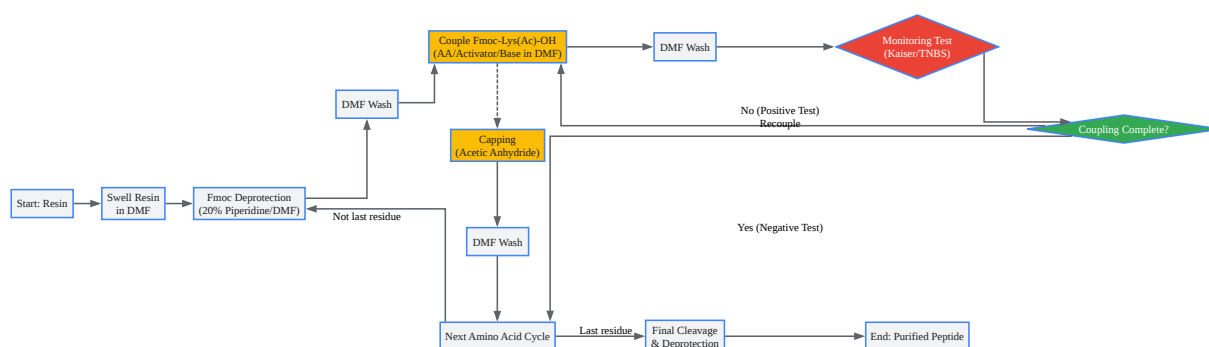 Couple Fmoc-Lys(Ac)-OH
(AA/Activator/Base in DMF)
DMF Wash
Monitoring Test
(Kaiser/TNBS)
DMF Wash
No (Positive Test)
Recouple
Coupling Complete?
Capping
(Acetic Anhydride)
Start: Resin
Swell Resin
in DMF
Fmoc Deprotection
(20% Piperidine/DMF)
Not last residue
Yes (Negative Test)
DMF Wash
Next Amino Acid Cycle
Last residue
Final Cleavage
& Deprotection
End: Purified Peptide